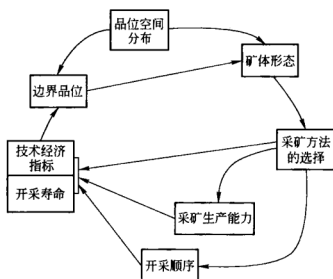 品位空间
分布
边界品位
矿体形态
技术经济
指标
开采寿命
采矿方法
的选择
采矿生产能力
开采顺序